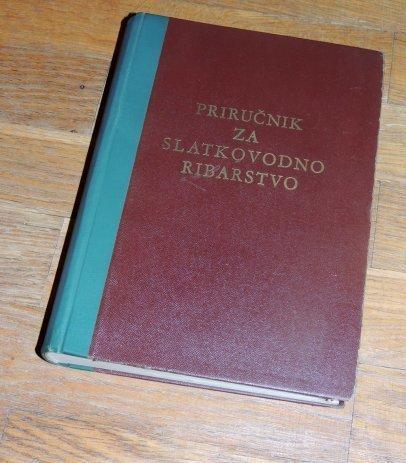 PRIRUČNIK
ZA
SLATKOVODNO
RIBARSTVO